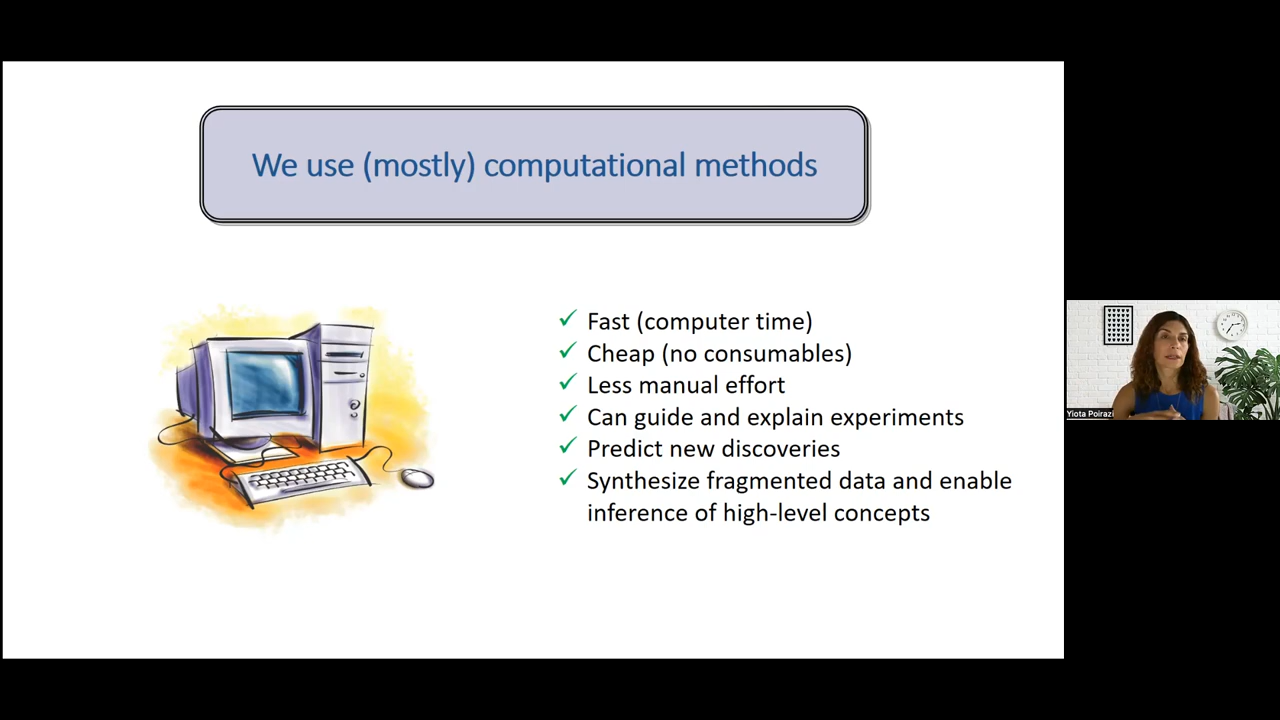 We use (mostly) computational methods
Fast (computer time)
Cheap (no consumables)
Less manual effort
Can guide and explain experiments
Predict new discoveries
Synthesize fragmented data and enable
inference of high-level concepts
Yiota Poirazi